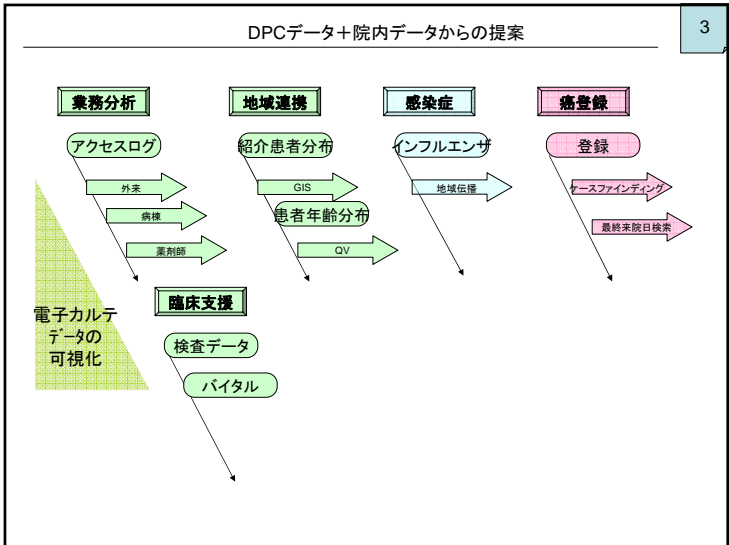 DPCデータ＋院内データからの提案
3
業務分析
地域連携
感染症
癌登録
アクセスログ
紹介患者分布
インフルエンザ
登録
外来
GIS
地域伝播
ケースファインディング
病棟
患者年齢分布
最終来院日検索
薬剤師
QV
臨床支援
電子カルテ
データの
可視化
検査データ
バイタル